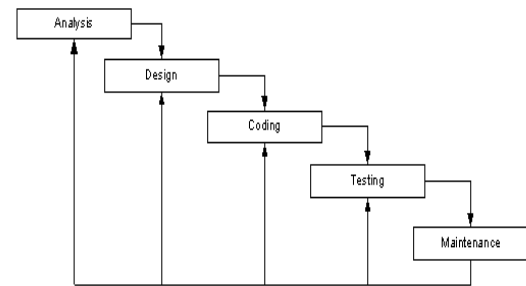 Analysis
Design
Coding
Testing
Maintenance